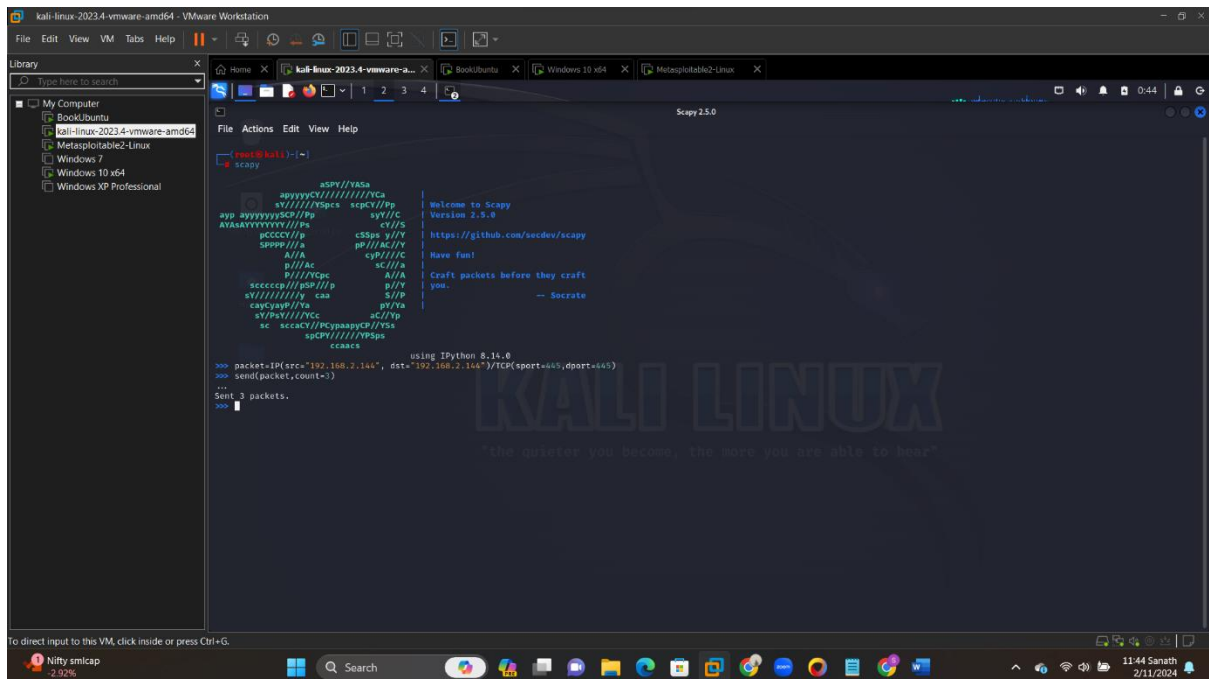 kali-linux-2023.4-vmware-amd64 - VMware Workstation
File Edit View VM Tabs Help
Library X
Type here to search
My Computer
BookUbuntu
kali-linux-2023.4-vmware-amd64
Metasploitable2-Linux
Windows 7
Windows 10 x64
Windows XP Professional
Home X kali-linux-2023.4-vmware-a... X BookUbuntu X Windows 10 x64 X Metasploitable2-Linux X
1 2 3 4
0:44
Scapy 2.5.0
File Actions Edit View Help
(root@kali)-[~]
# scapy
aSPY//YASa
apyyyyCY//////////YCa |
sY//////YSpcs scpCY//Pp | Welcome to Scapy
ayp ayyyyyyySCP//Pp syY//C | Version 2.5.0
AYAsAYYYYYYYY///Ps cY//S |
pCCCCY//p cSSps y//Y | https://github.com/secdev/scapy
SPPPP///a pP///AC//Y |
A//A cyP////C | Have fun!
p///Ac sC///a |
P////YCpc A//A | Craft packets before they craft
scccccp///pSP///p p//Y | you.
sY/////////y caa S//P | -- Socrate
cayCyayP//Ya pY/Ya |
sY/PsY////YCc aC//Yp
sc sccaCY//PCypaapyCP//YSs
spCPY//////YPSps
ccaacs
using IPython 8.14.0
>>> packet=IP(src="192.168.2.144", dst="192.168.2.144")/TCP(sport=445,dport=445)
>>> send(packet,count=3)
...
Sent 3 packets.
>>>
KALI LINUX
"the quieter you become, the more you are able to hear"
To direct input to this VM, click inside or press Ctrl+G.
1
Nifty smlcap
-2.92%
Search
11:44 Sanath
2/11/2024